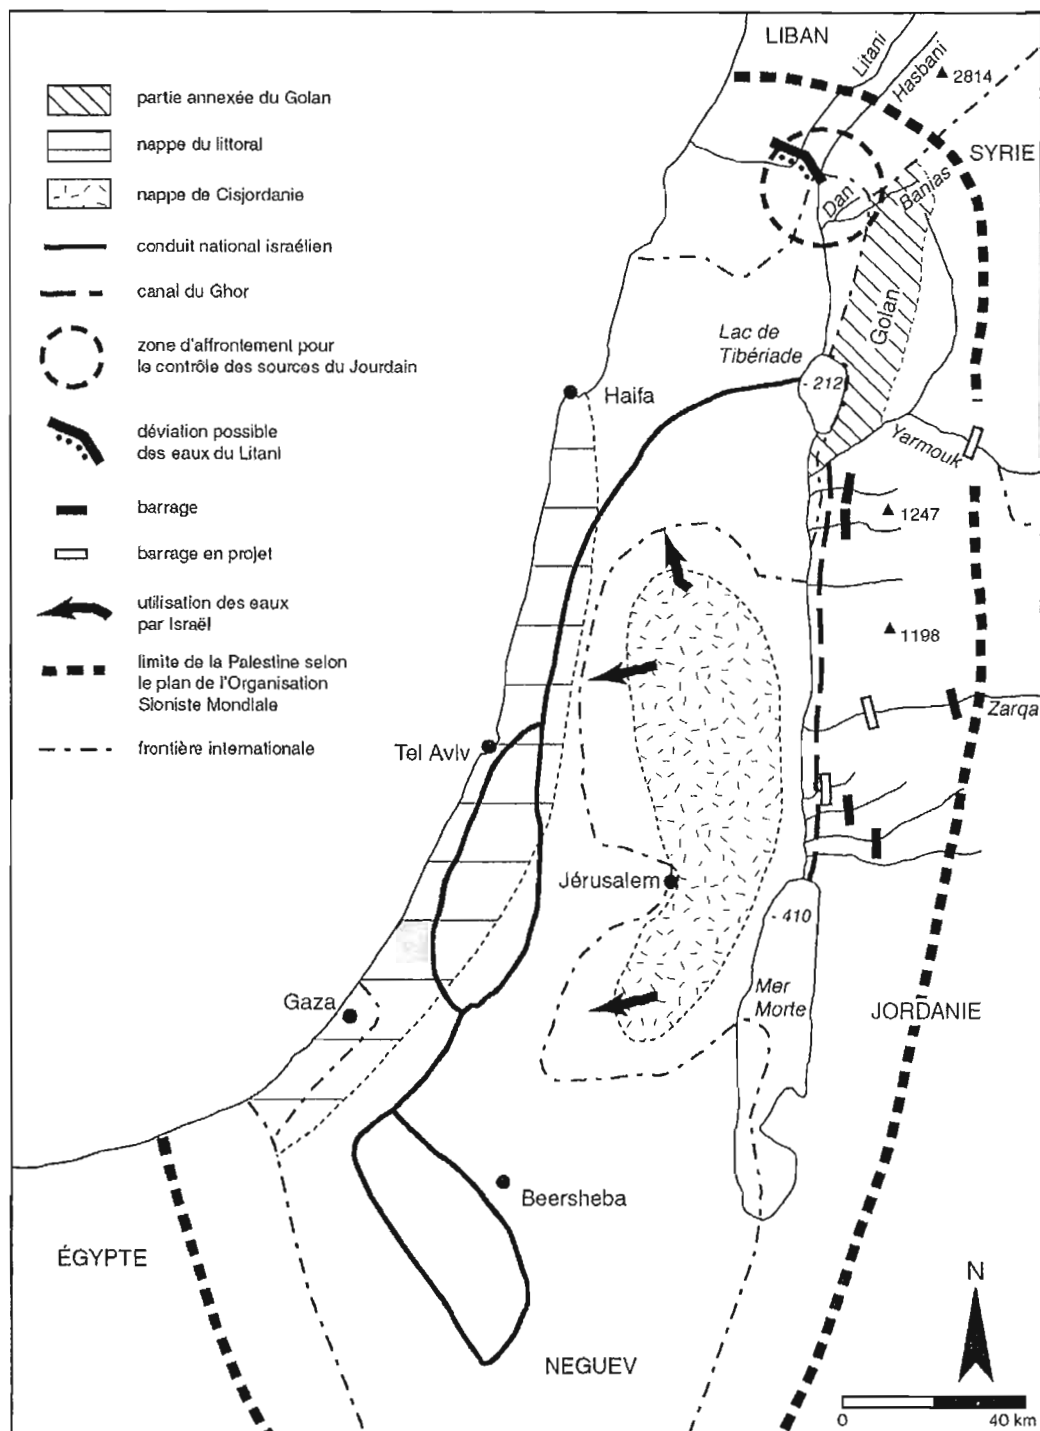 partie annexée du Golan
nappe du littoral
nappe de Cisjordanie
conduit national israélien
canal du Ghor
zone d'affrontement pour
le contrôle des sources du Jourdain
déviation possible
des eaux du Litani
barrage
barrage en projet
utilisation des eaux
par Israël
limite de la Palestine selon
le plan de l'Organisation
Sioniste Mondiale
frontière internationale
LIBAN
Litani
Hasbani
2814
SYRIE
Dan
Banias
Golan
Lac de
Tibériade
- 212
Haifa
Yarmouk
1247
1198
Zarqa
Tel Aviv
Jérusalem
- 410
Mer
Morte
JORDANIE
Gaza
Beersheba
ÉGYPTE
NEGUEV
N
0 40 km